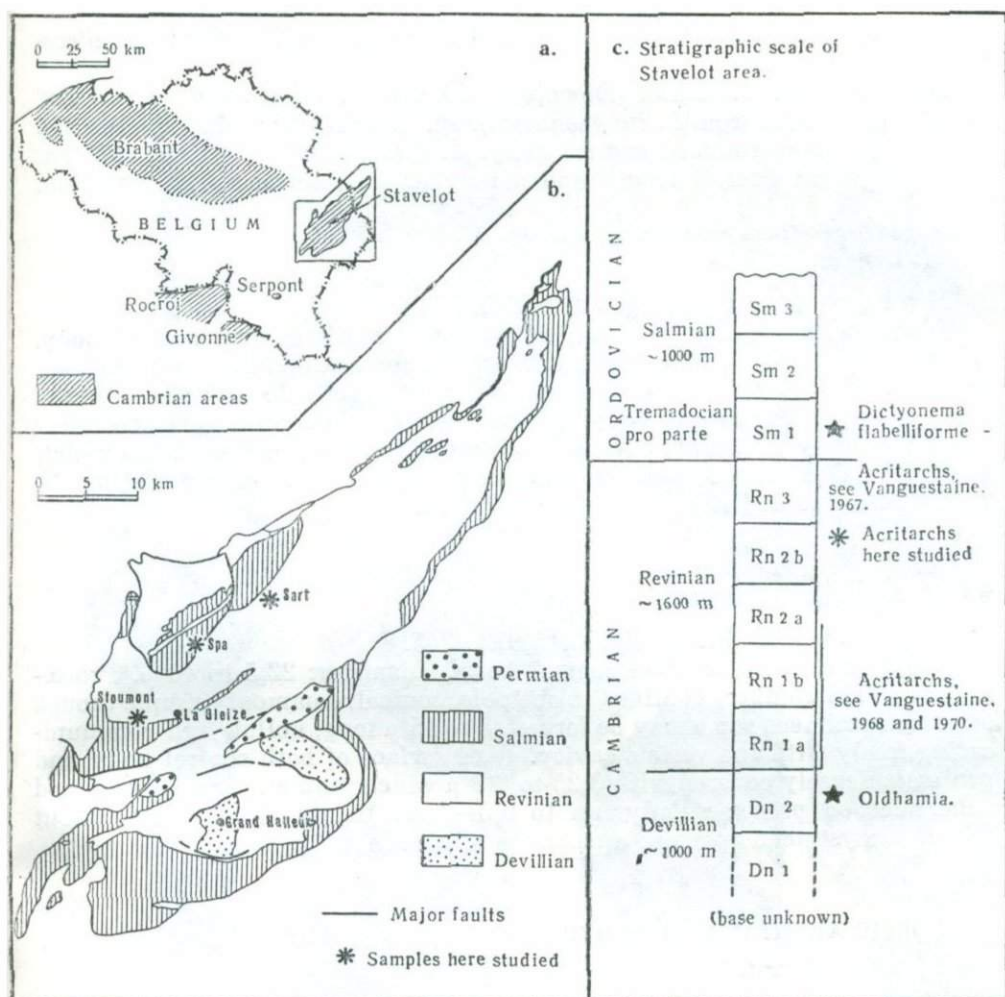 0 25 50 km
a.
Brabant
Stavelot
BELGIUM
Serpont
Rocroi
Givonne
Cambrian areas
b.
0 5 10 km
Sart
Spa
Stoumont
La Gleize
Grand Halleux
Permian
Salmian
Revinian
Devillian
Major faults
Samples here studied
c. Stratigraphic scale of
Stavelot area.
ORDOVICIAN
Salmian
~1000 m
Tremadocian
pro parte
Sm 3
Sm 2
Sm 1
Dictyonema
flabelliforme
CAMBRIAN
Revinian
~1600 m
Rn 3
Rn 2b
Rn 2a
Rn 1b
Rn 1a
Acritarchs,
see Vanguestaine.
1967.
Acritarchs
here studied
Acritarchs,
see Vanguestaine,
1968 and 1970.
Devillian
~1000 m
Dn 2
Dn 1
Oldhamia.
(base unknown)